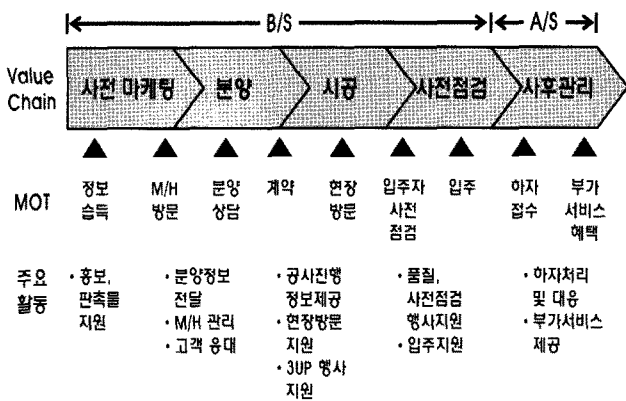 B/S
A/S
Value
Chain
사전 마케팅
분양
시공
사전점검
사후관리
MOT
정보
습득
M/H
방문
분양
상담
계약
현장
방문
입주자
사전
점검
입주
하자
접수
부가
서비스
혜택
주요
활동
· 홍보,
판촉물
지원
· 분양정보
전달
· M/H 관리
· 고객 응대
· 공사진행
정보제공
· 현장방문
지원
· 3UP 행사
지원
· 품질,
사전점검
행사지원
· 입주지원
· 하자처리
및 대응
· 부가서비스
제공